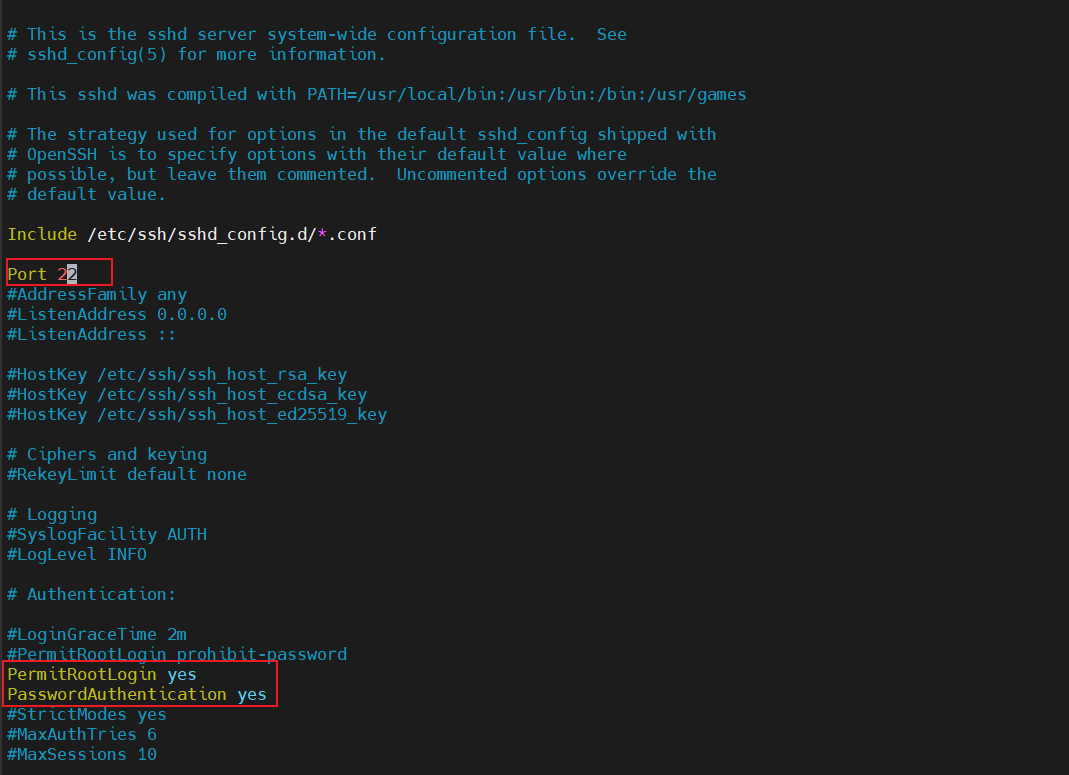 # This is the sshd server system-wide configuration file.  See
# sshd_config(5) for more information.
# This sshd was compiled with PATH=/usr/local/bin:/usr/bin:/bin:/usr/games
# The strategy used for options in the default sshd_config shipped with
# OpenSSH is to specify options with their default value where
# possible, but leave them commented.  Uncommented options override the
# default value.
Include /etc/ssh/sshd_config.d/*.conf
Port 22
#AddressFamily any
#ListenAddress 0.0.0.0
#ListenAddress ::
#HostKey /etc/ssh/ssh_host_rsa_key
#HostKey /etc/ssh/ssh_host_ecdsa_key
#HostKey /etc/ssh/ssh_host_ed25519_key
# Ciphers and keying
#RekeyLimit default none
# Logging
#SyslogFacility AUTH
#LogLevel INFO
# Authentication:
#LoginGraceTime 2m
#PermitRootLogin prohibit-password
PermitRootLogin yes
PasswordAuthentication yes
#StrictModes yes
#MaxAuthTries 6
#MaxSessions 10